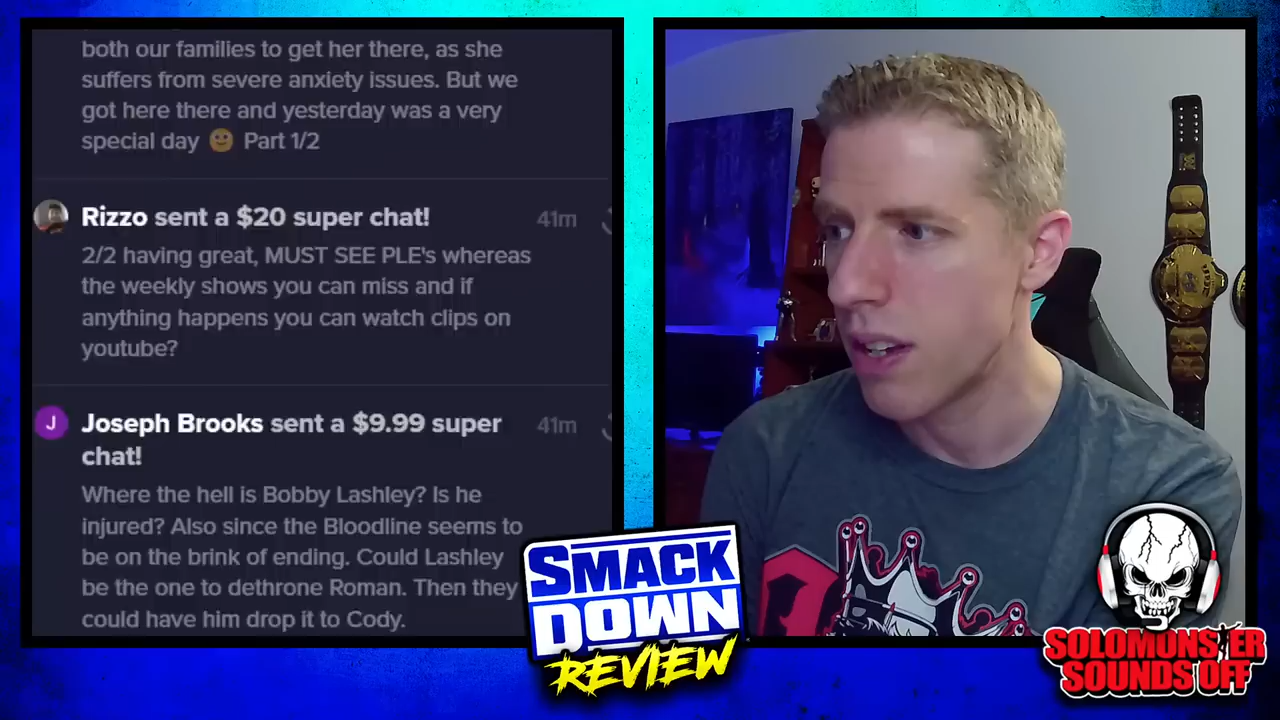 both our families to get her there, as she
suffers from severe anxiety issues. But we
got here there and yesterday was a very
special day 🙂 Part 1/2
Rizzo sent a $20 super chat!
41m
2/2 having great, MUST SEE PLE's whereas
the weekly shows you can miss and if
anything happens you can watch clips on
youtube?
J
Joseph Brooks sent a $9.99 super
chat!
41m
Where the hell is Bobby Lashley? Is he
injured? Also since the Bloodline seems to
be on the brink of ending. Could Lashley
be the one to dethrone Roman. Then they
could have him drop it to Cody.
SMACK
DOWN
REVIEW
SOLOMONSTER
SOUNDS OFF